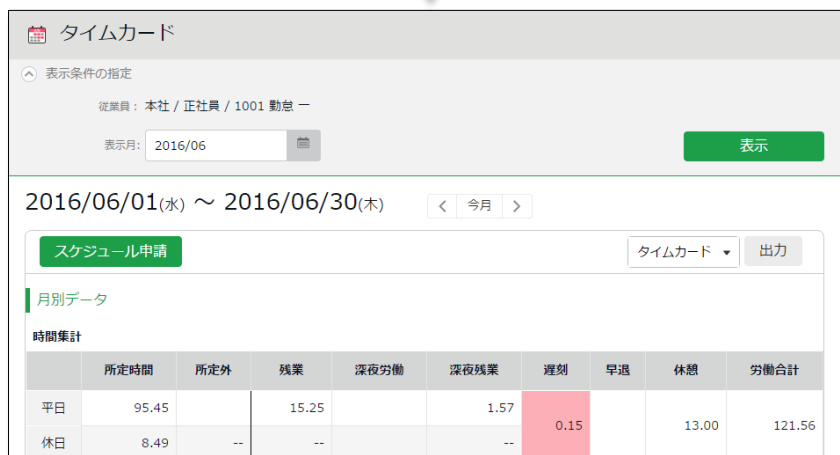 タイムカード
表示条件の指定
従業員： 本社 / 正社員 / 1001 勤怠 一
表示月: 2016/06 表示
2016/06/01(水) ～ 2016/06/30(木) 今月
スケジュール申請 タイムカード 出力
月別データ
時間集計
所定時間 所定外 残業 深夜労働 深夜残業 遅刻 早退 休憩 労働合計
平日 95.45 15.25 1.57
0.15 13.00 121.56
休日 8.49 -- -- --